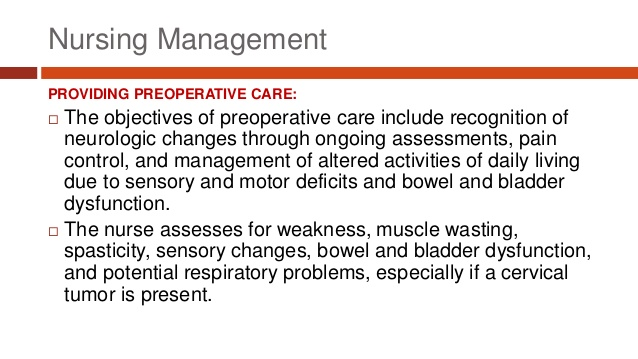 Nursing Management
PROVIDING PREOPERATIVE CARE:
□ The objectives of preoperative care include recognition of
neurologic changes through ongoing assessments, pain
control, and management of altered activities of daily living
due to sensory and motor deficits and bowel and bladder
dysfunction.
□ The nurse assesses for weakness, muscle wasting,
spasticity, sensory changes, bowel and bladder dysfunction,
and potential respiratory problems, especially if a cervical
tumor is present.